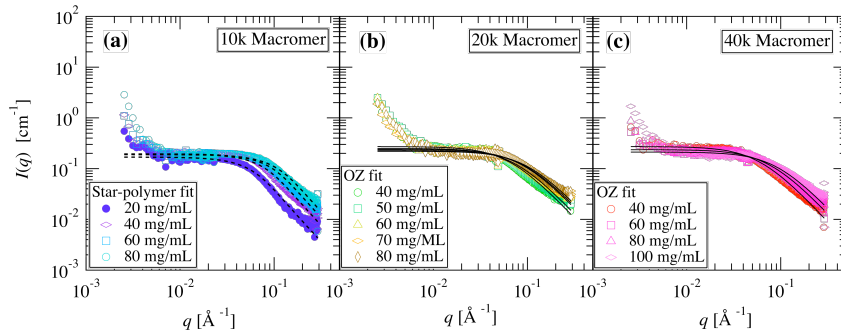 (a) 10k Macromer
(b) 20k Macromer
(c) 40k Macromer
I(q) [cm⁻¹]
10²
10¹
10⁰
10⁻¹
10⁻²
10⁻³
Star-polymer fit
20 mg/mL
40 mg/mL
60 mg/mL
80 mg/mL
OZ fit
40 mg/mL
50 mg/mL
60 mg/mL
70 mg/ML
80 mg/mL
OZ fit
40 mg/mL
60 mg/mL
80 mg/mL
100 mg/mL
10⁻³ 10⁻² 10⁻¹ 10⁰
10⁻³ 10⁻² 10⁻¹ 10⁰
10⁻² 10⁻¹ 10⁰
q [Å⁻¹]
q [Å⁻¹]
q [Å⁻¹]